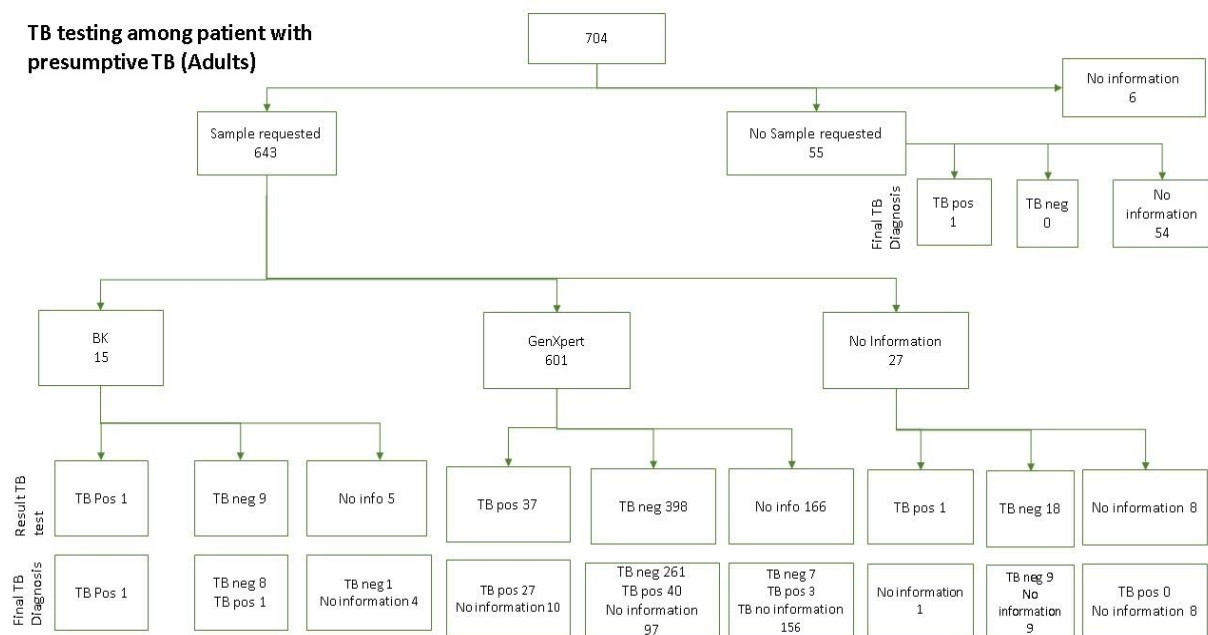 TB testing among patient with
presumptive TB (Adults)
704
No information
6
Sample requested
643
No Sample requested
55
Final TB
Diagnosis
TB pos
1
TB neg
0
No
information
54
BK
15
GenXpert
601
No Information
27
Result TB
test
TB Pos 1
TB neg 9
No info 5
TB pos 37
TB neg 398
No info 166
TB pos 1
TB neg 18
No information 8
Final TB
Diagnosis
TB Pos 1
TB neg 8
TB pos 1
TB neg 1
No information 4
TB pos 27
No information 10
TB neg 261
TB pos 40
No information
97
TB neg 7
TB pos 3
TB no information
156
No information
1
TB neg 9
No
information
9
TB pos 0
No information 8